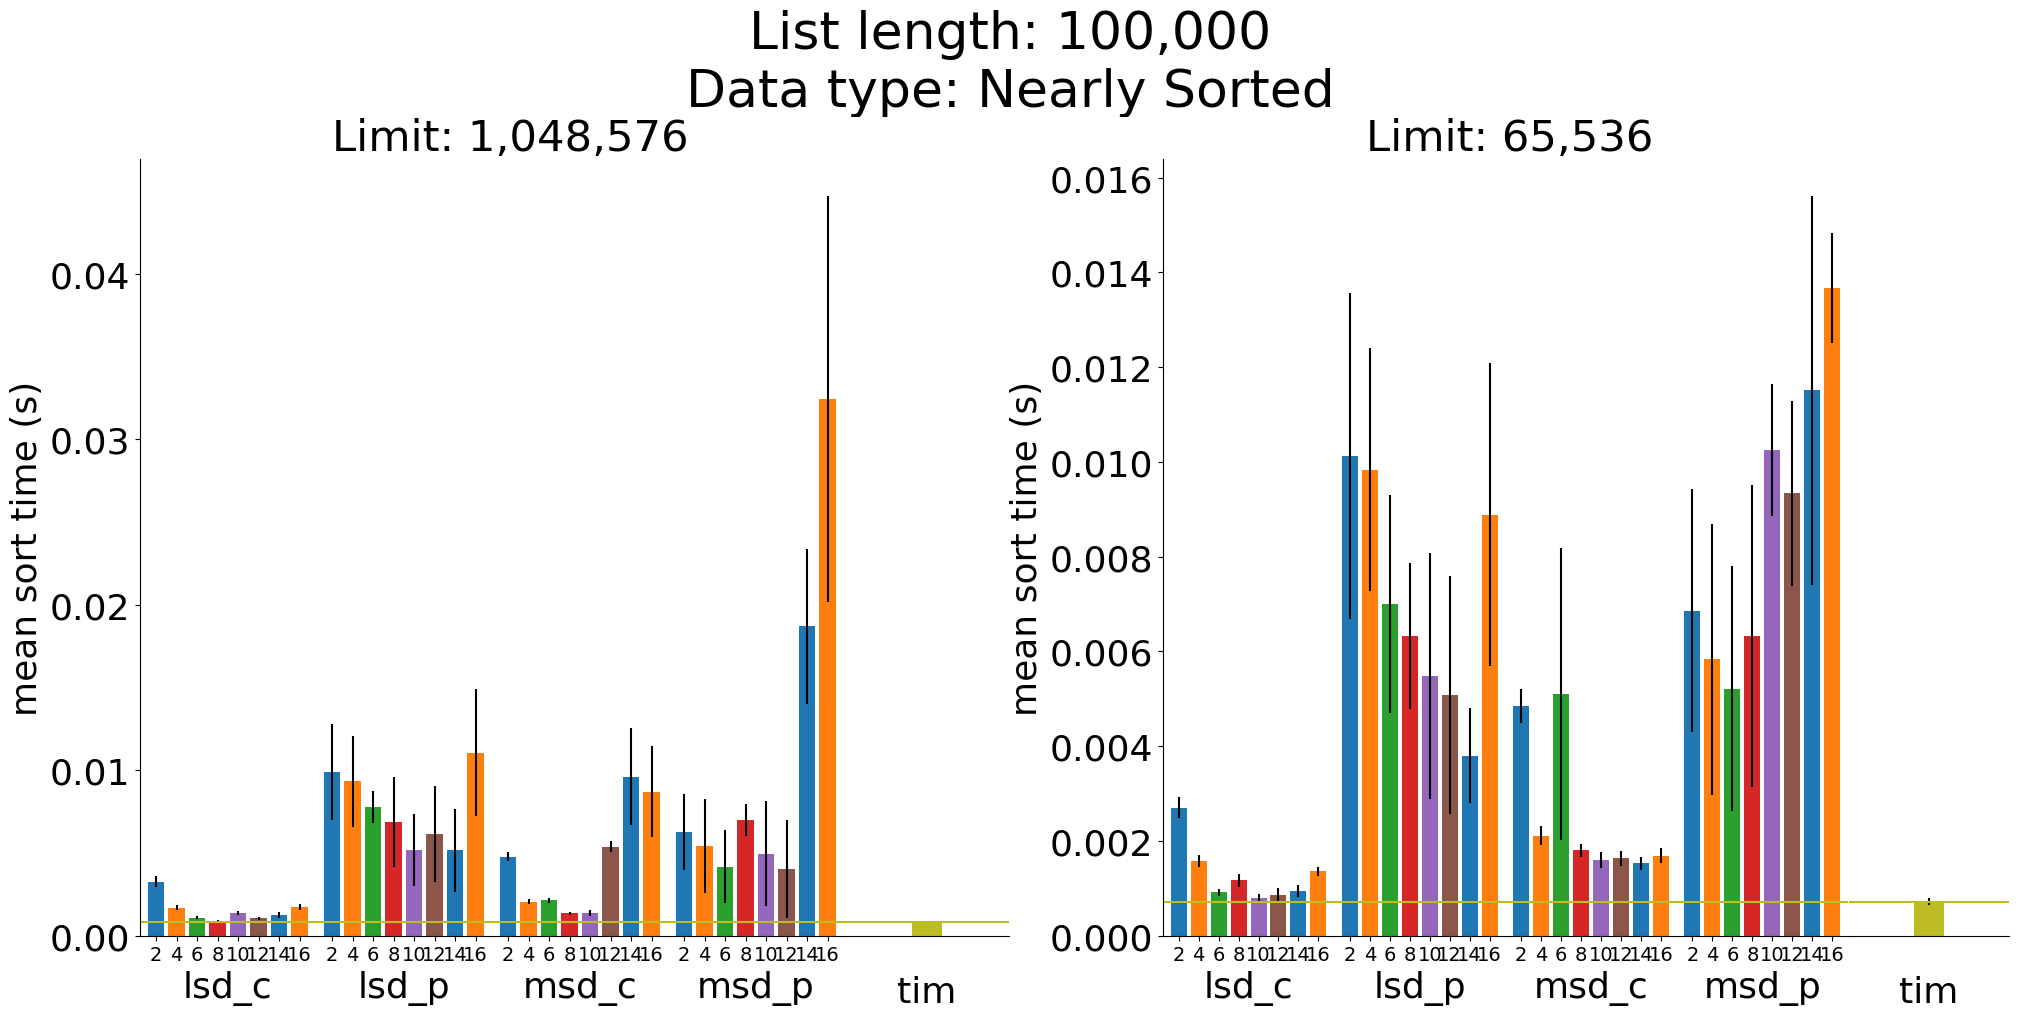 List length: 100,000
Data type: Nearly Sorted
Limit: 1,048,576
mean sort time (s)
0.04
0.03
0.02
0.01
0.00
2 4 6 8 10 12 14 16 2 4 6 8 10 12 14 16 2 4 6 8 10 12 14 16 2 4 6 8 10 12 14 16
lsd_c lsd_p msd_c msd_p tim
Limit: 65,536
mean sort time (s)
0.016
0.014
0.012
0.010
0.008
0.006
0.004
0.002
0.000
2 4 6 8 10 12 14 16 2 4 6 8 10 12 14 16 2 4 6 8 10 12 14 16 2 4 6 8 10 12 14 16
lsd_c lsd_p msd_c msd_p tim